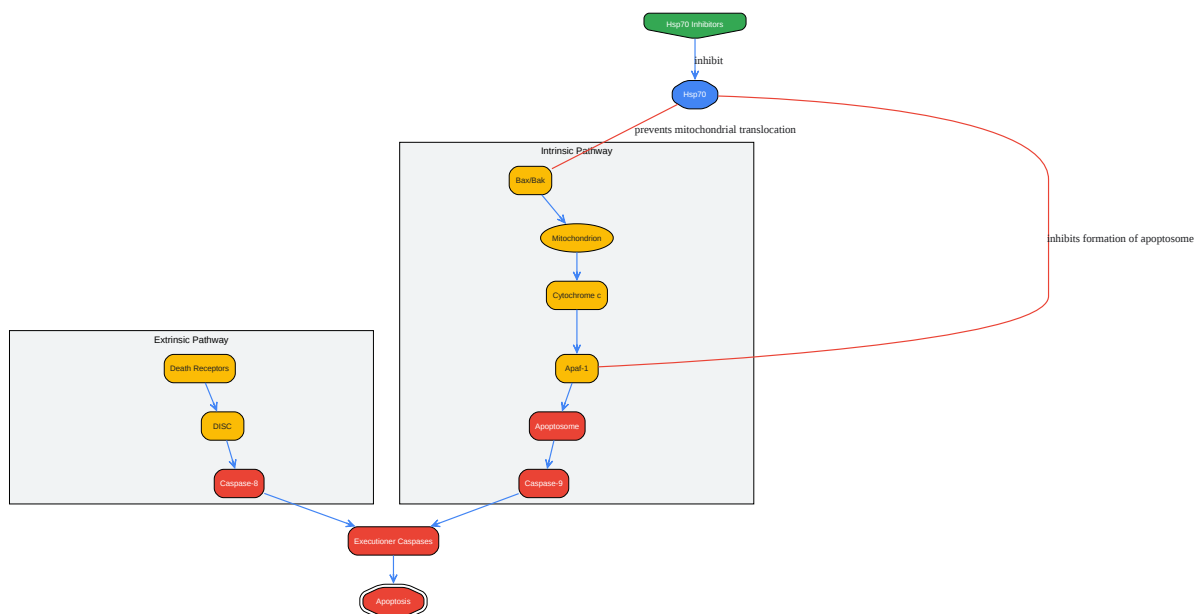 Hsp70 Inhibitors
inhibit
Hsp70
prevents mitochondrial translocation
Intrinsic Pathway
Bax/Bak
Mitochondrion
inhibits formation of apoptosome
Cytochrome c
Extrinsic Pathway
Death Receptors
Apaf-1
DISC
Apoptosome
Caspase-8
Caspase-9
Executioner Caspases
Apoptosis